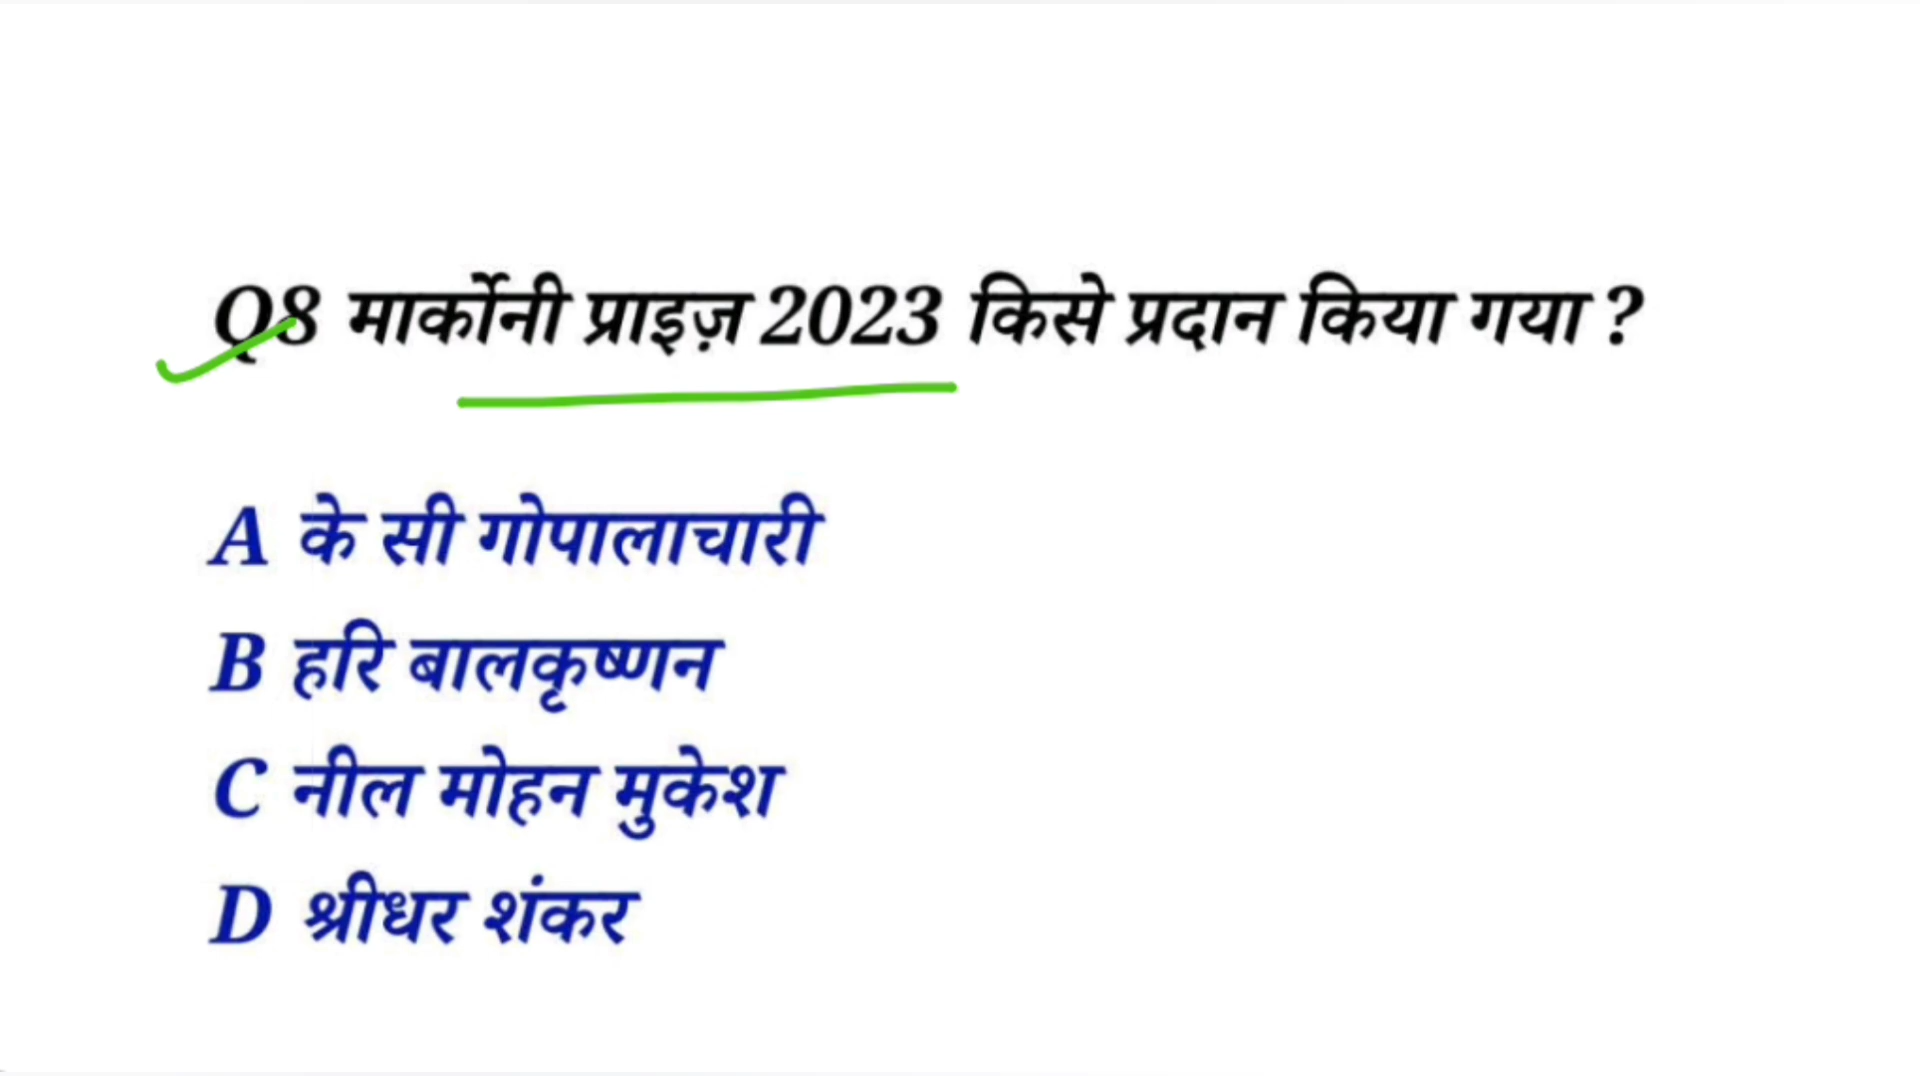 Q8 मार्कोनी प्राइज़ 2023 किसे प्रदान किया गया ?
A के सी गोपालाचारी
B हरि बालकृष्णन
C नील मोहन मुकेश
D श्रीधर शंकर